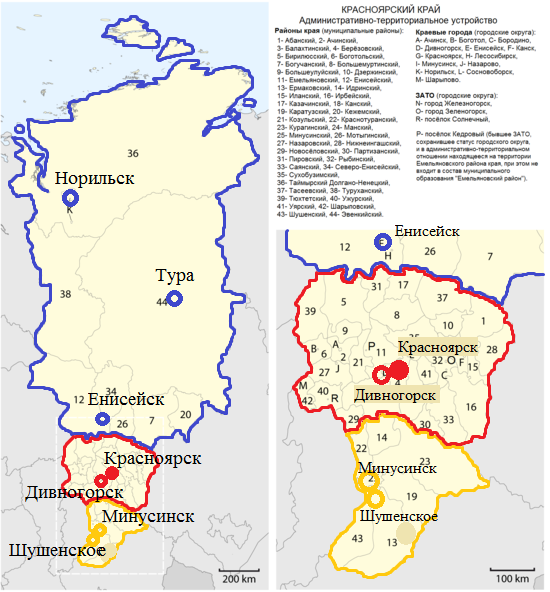 КРАСНОЯРСКИЙ КРАЙ
Административно-территориальное устройство
Районы края (муниципальные районы):
1- Абанский, 2- Ачинский,
3- Балахтинский, 4- Берёзовский,
5- Бирилюсский, 6- Боготольский,
7- Богучанский, 8- Большемуртинский,
9- Большеулуйский, 10- Дзержинский,
11- Емельяновский, 12- Енисейский,
13- Ермаковский, 14- Идринский,
15- Иланский, 16- Ирбейский,
17- Казачинский, 18- Канский,
19- Каратузский, 20- Кежемский,
21- Козульский, 22- Краснотуранский,
23- Курагинский, 24- Манский,
25- Минусинский, 26- Мотыгинский,
27- Назаровский, 28- Нижнеингашский,
29- Новосёловский, 30- Партизанский,
31- Пировский, 32- Рыбинский,
33- Саянский, 34- Северо-Енисейский,
35- Сухобузимский,
36- Таймырский Долгано-Ненецкий,
37- Тасеевский, 38- Туруханский,
39- Тюхтетский, 40- Ужурский,
41- Уярский, 42- Шарыповский,
43- Шушенский, 44- Эвенкийский.
Краевые города (городские округа):
A- Ачинск, B- Боготол, C- Бородино,
D- Дивногорск, E- Енисейск, F- Канск,
G- Красноярск, H- Лесосибирск,
I- Минусинск, J- Назарово,
K- Норильск, L- Сосновоборск,
M- Шарыпово.
ЗАТО (городские округа):
N- город Железногорск,
O- город Зеленогорск,
R- посёлок Солнечный,
P- посёлок Кедровый (бывшее ЗАТО,
сохранившие статус городского округа,
и в административно-территориальном
отношении находящееся на территории
Емельяновского района края, при этом не
входит в состав муниципального
образования "Емельяновский район").
36
Норильск
K
Тура
38
44
34
Енисейск
12
26
7
20
Красноярск
Дивногорск
Минусинск
Шушенское
200 km
Енисейск
12
E
H
26
7
31
17
39
5
37
8
10
1
9
B
6
A
P
Красноярск
28
2
11
32
O
F
27
J
21
D
41
C
15
M
40
R
4
42
Дивногорск
29
30
33
16
14
22
23
Минусинск
2
19
Шушенское
43
13
100 km